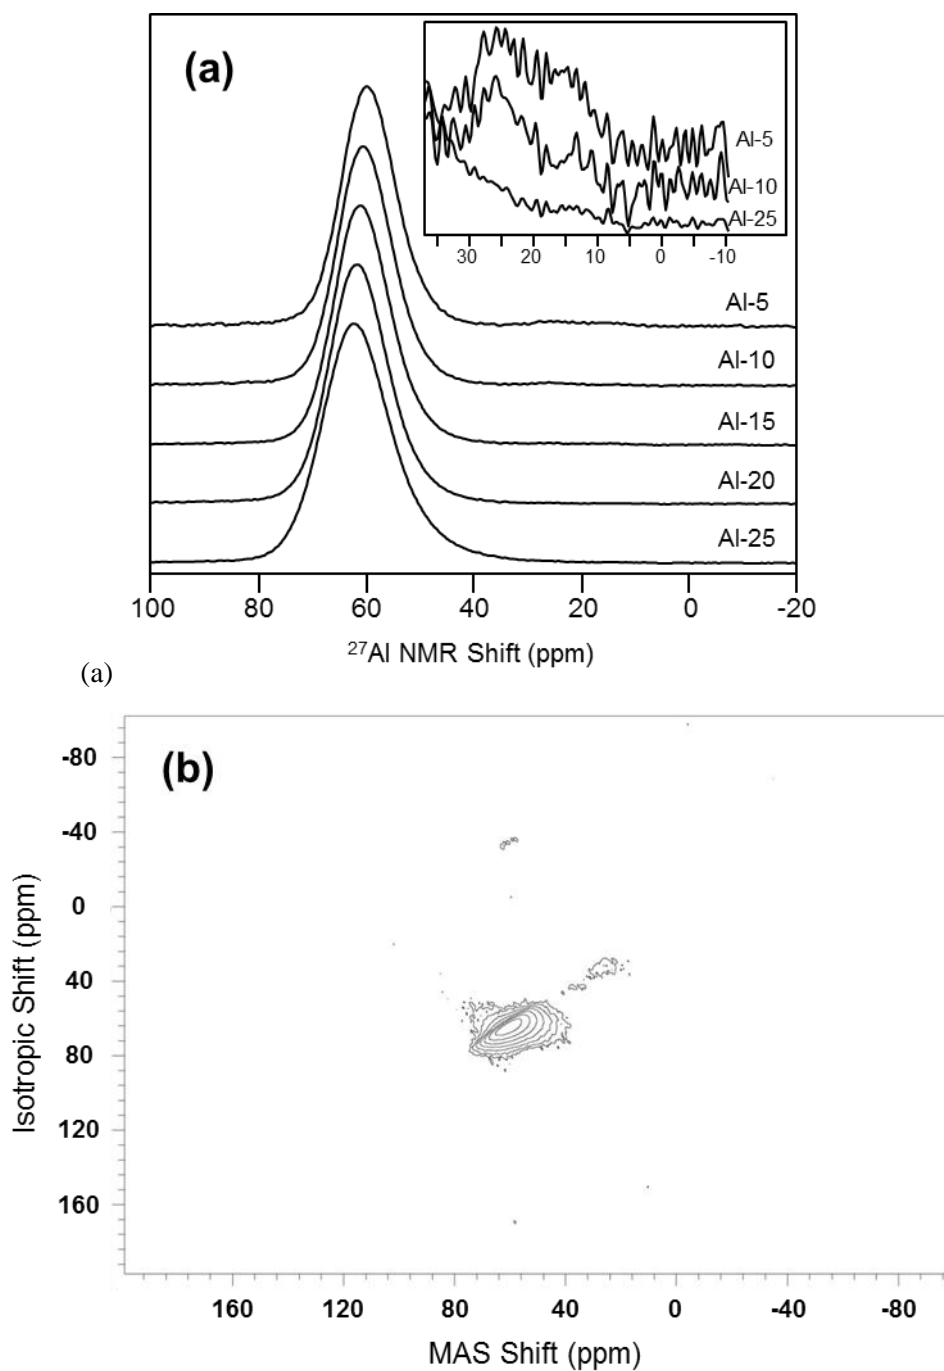 (a)
Al-5
Al-10
Al-25
30 20 10 0 -10
Al-5
Al-10
Al-15
Al-20
Al-25
100 80 60 40 20 0 -20
27Al NMR Shift (ppm)
(a)
(b)
-80
-40
0
40
80
120
160
Isotropic Shift (ppm)
160 120 80 40 0 -40 -80
MAS Shift (ppm)